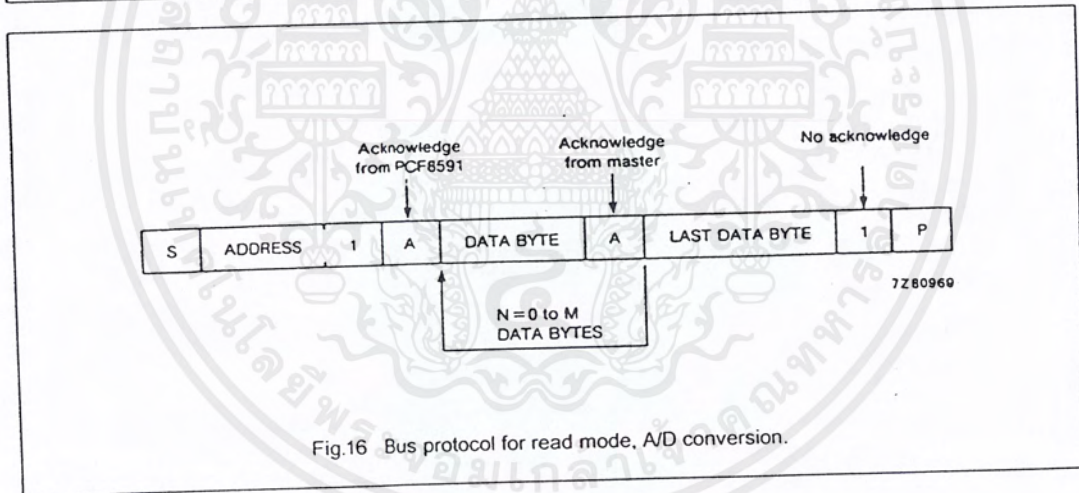 Acknowledge
from PCF8591
Acknowledge
from master
No acknowledge
S ADDRESS 1 A DATA BYTE A LAST DATA BYTE 1 P
7Z80969
N = 0 to M
DATA BYTES
Fig.16 Bus protocol for read mode, A/D conversion.